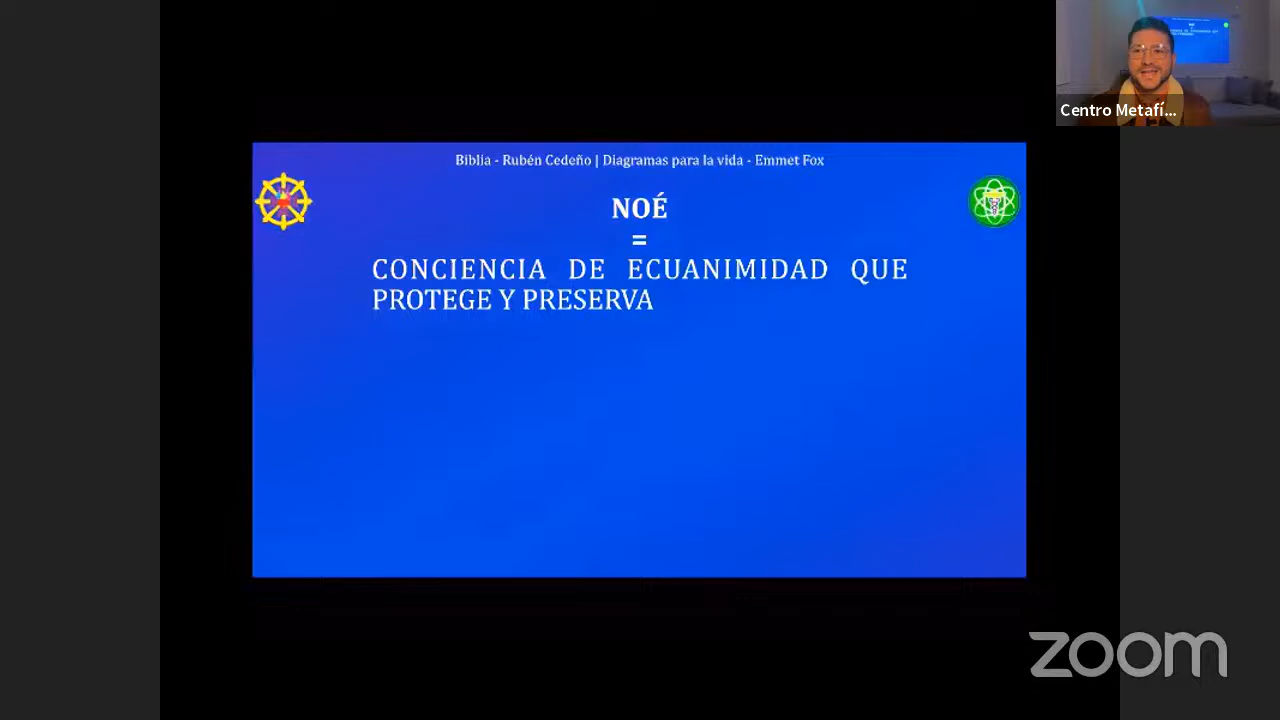 Centro Metafí...
Biblia - Rubén Cedeño | Diagramas para la vida - Emmet Fox
NOÉ
=
CONCIENCIA DE ECUANIMIDAD QUE
PROTEGE Y PRESERVA
zoom